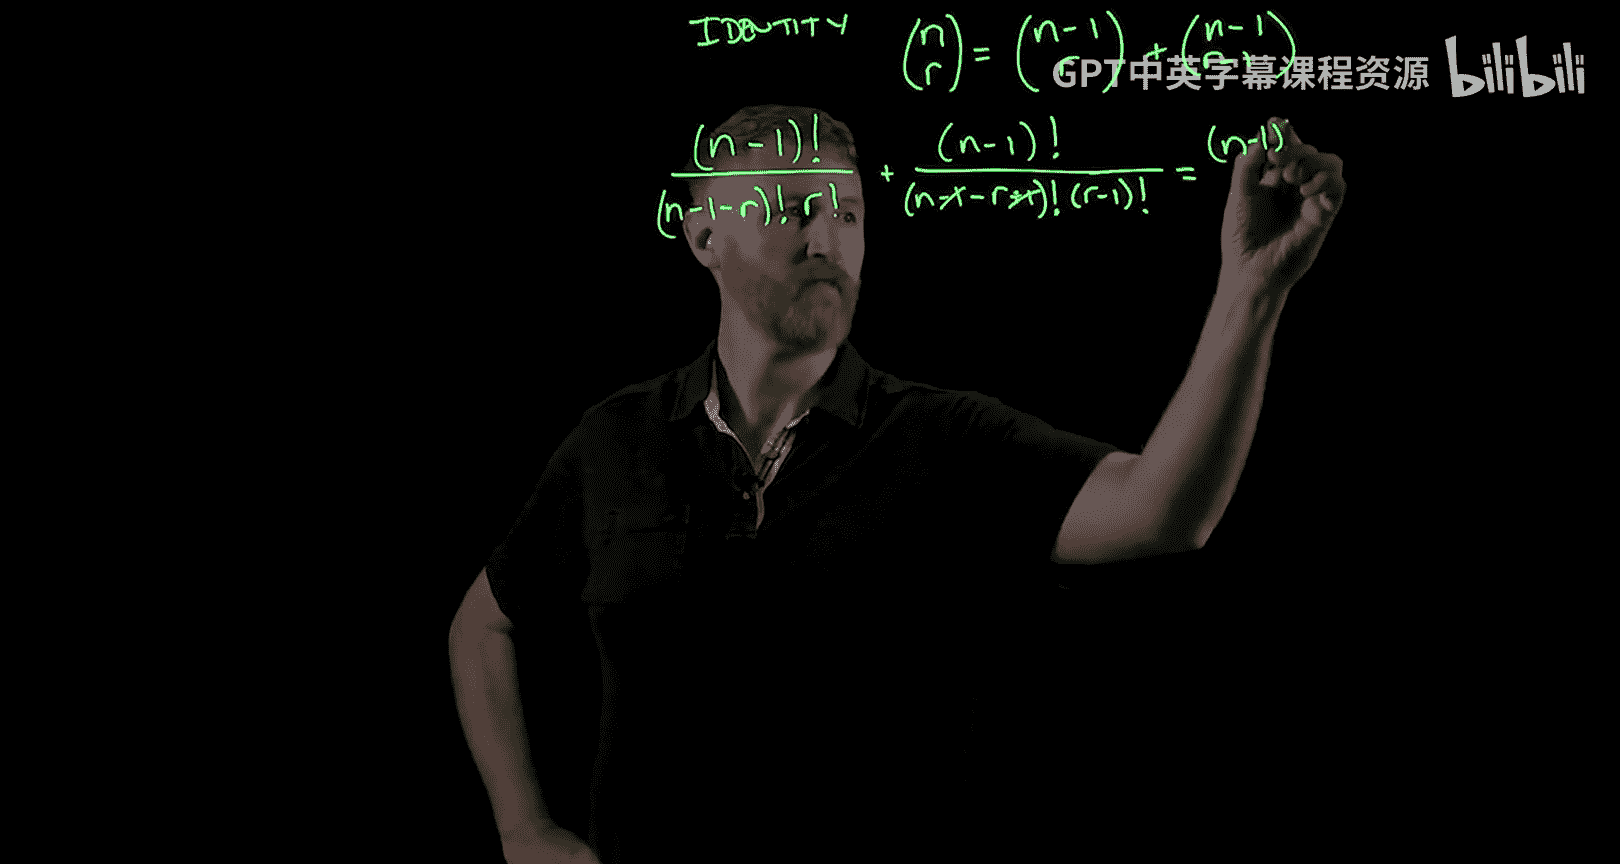 IDENTITY (n r) = (n-1 r) + (n-1 r-1)
GPT中英字幕课程资源 bilibili
(n-1)! / (n-1-r)! r! + (n-1)! / (n-1-r+1)! (r-1)! = (n-1)